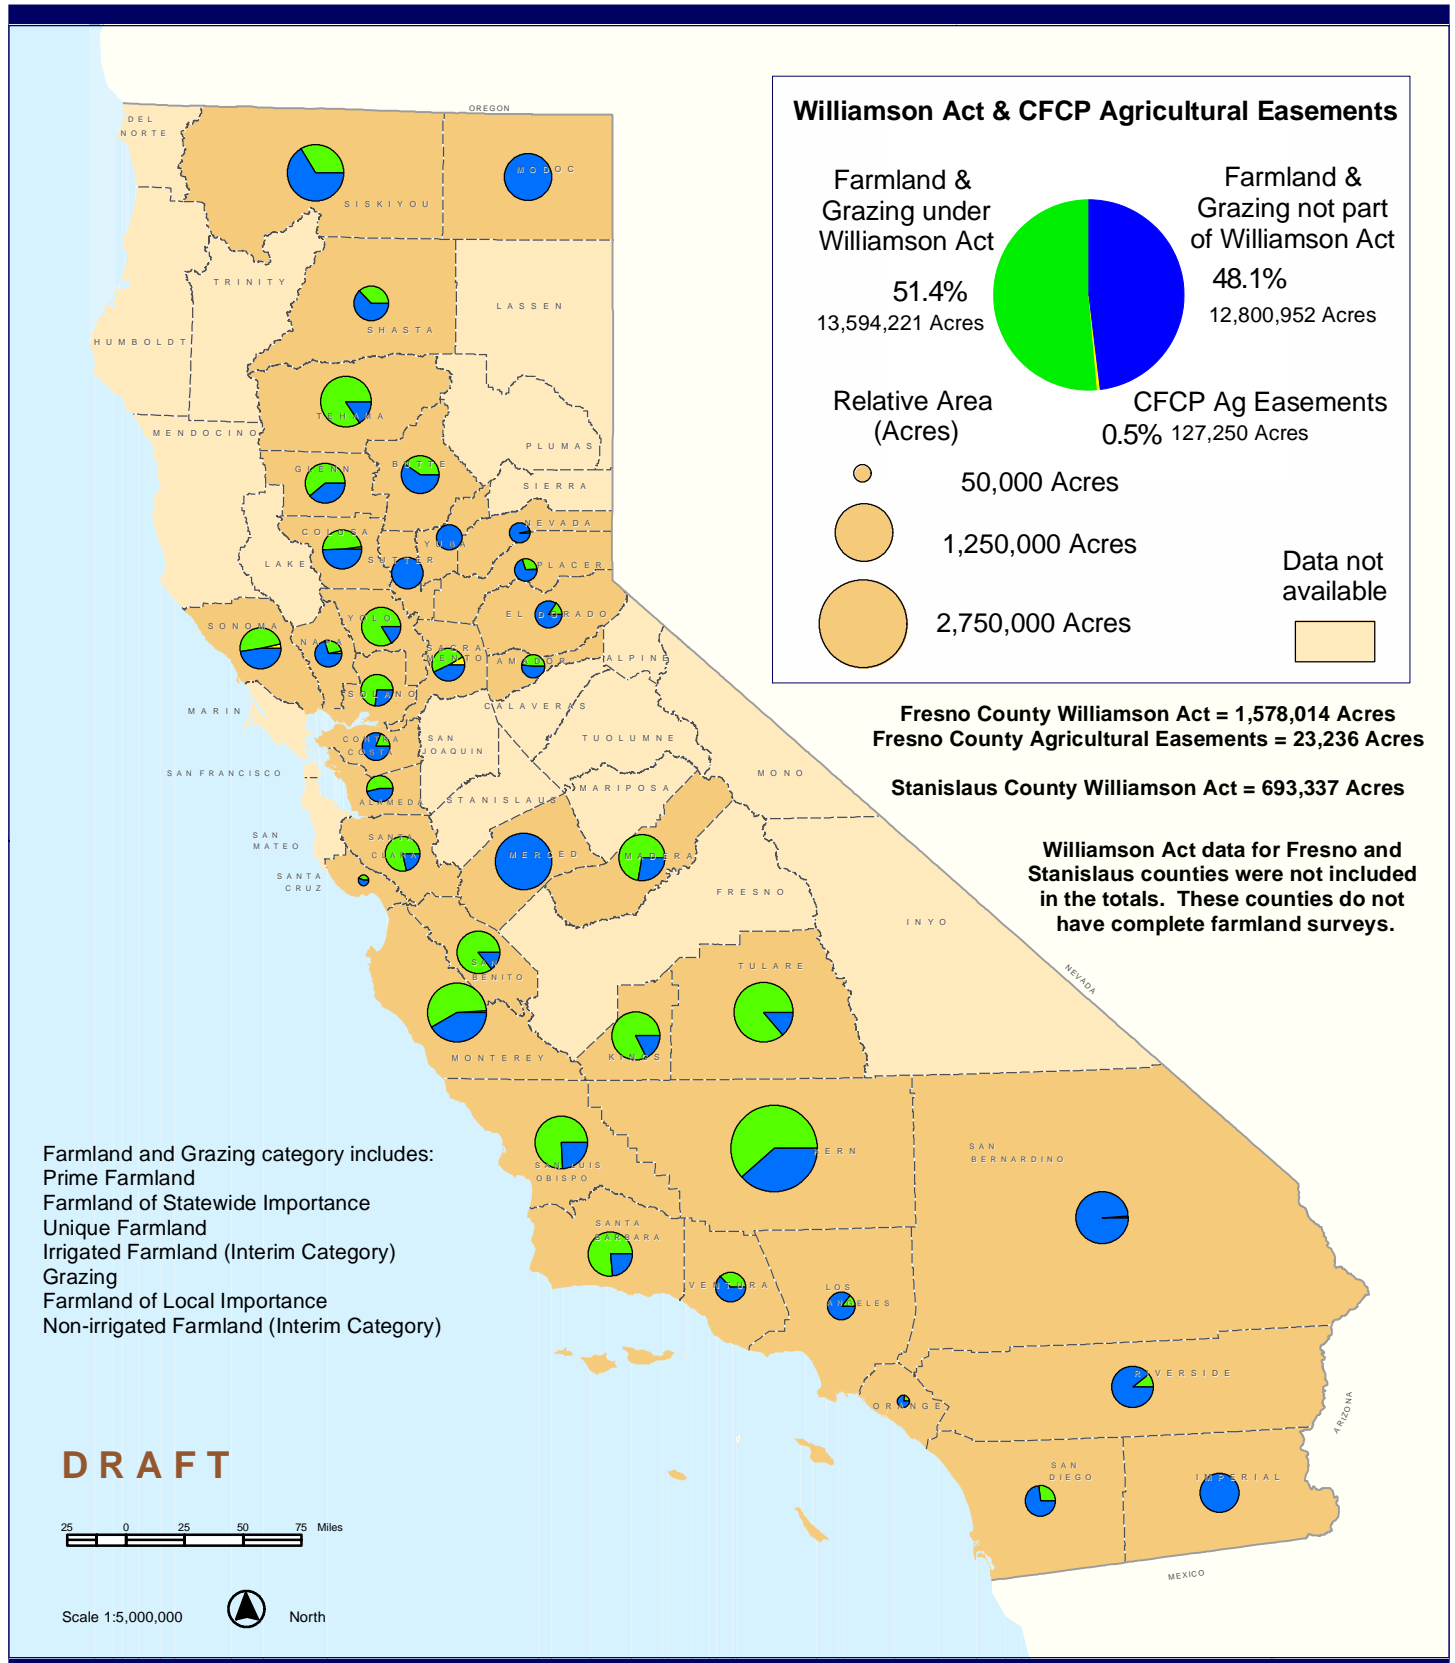 Williamson Act & CFCP Agricultural Easements
Farmland &
Grazing under
Williamson Act
51.4%
13,594,221 Acres
Farmland &
Grazing not part
of Williamson Act
48.1%
12,800,952 Acres
CFCP Ag Easements
0.5% 127,250 Acres
Relative Area
(Acres)
50,000 Acres
1,250,000 Acres
2,750,000 Acres
Data not
available
Fresno County Williamson Act = 1,578,014 Acres
Fresno County Agricultural Easements = 23,236 Acres
Stanislaus County Williamson Act = 693,337 Acres
Williamson Act data for Fresno and
Stanislaus counties were not included
in the totals. These counties do not
have complete farmland surveys.
OREGON
DEL
NORTE
SISKIYOU
MODOC
TRINITY
SHASTA
LASSEN
HUMBOLDT
TEHAMA
MENDOCINO
PLUMAS
GLENN
BUTTE
SIERRA
COLUSA
YUBA
NEVADA
LAKE
SUTTER
PLACER
SONOMA
NAPA
YOLO
EL DORADO
SACRA-
MENTO
AMADOR
ALPINE
SOLANO
MARIN
CALAVERAS
CONTRA
COSTA
SAN
JOAQUIN
TUOLUMNE
SAN FRANCISCO
MONO
ALAMEDA
STANISLAUS
MARIPOSA
SAN
MATEO
SANTA
CLARA
MERCED
MADERA
SANTA
CRUZ
FRESNO
INYO
SAN
BENITO
TULARE
NEVADA
MONTEREY
KINGS
SAN LUIS
OBISPO
KERN
SAN
BERNARDINO
SANTA
BARBARA
VENTURA
LOS
ANGELES
ORANGE
RIVERSIDE
ARIZONA
SAN
DIEGO
IMPERIAL
MEXICO
Farmland and Grazing category includes:
Prime Farmland
Farmland of Statewide Importance
Unique Farmland
Irrigated Farmland (Interim Category)
Grazing
Farmland of Local Importance
Non-irrigated Farmland (Interim Category)
DRAFT
25 0 25 50 75 Miles
Scale 1:5,000,000
North